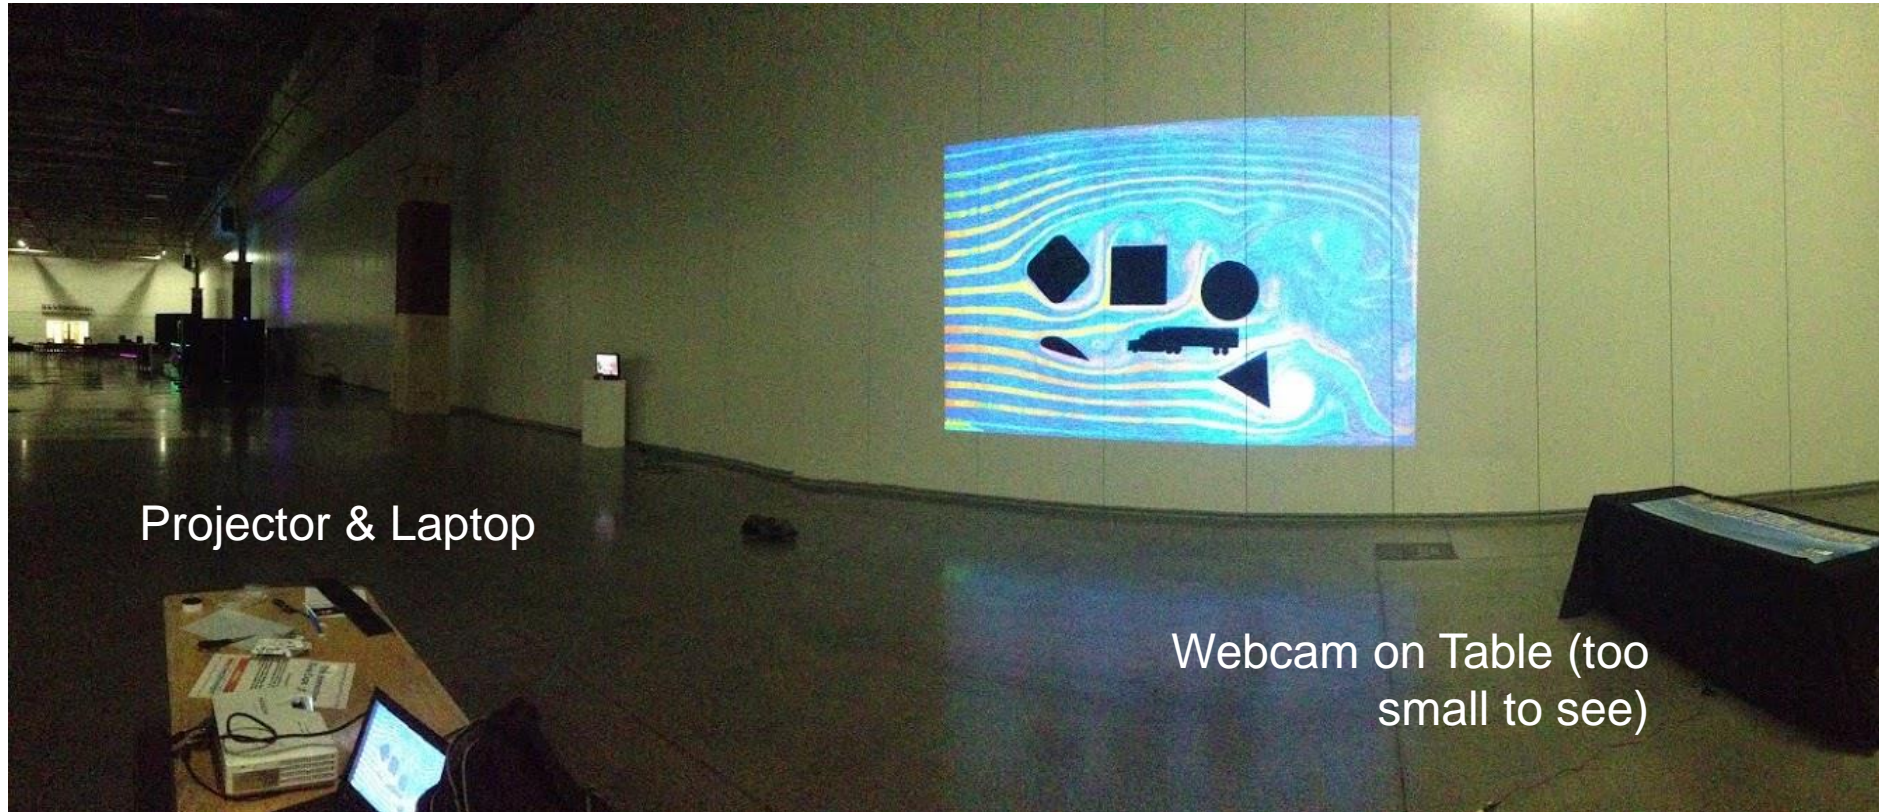 Projector & Laptop
Webcam on Table (too
small to see)